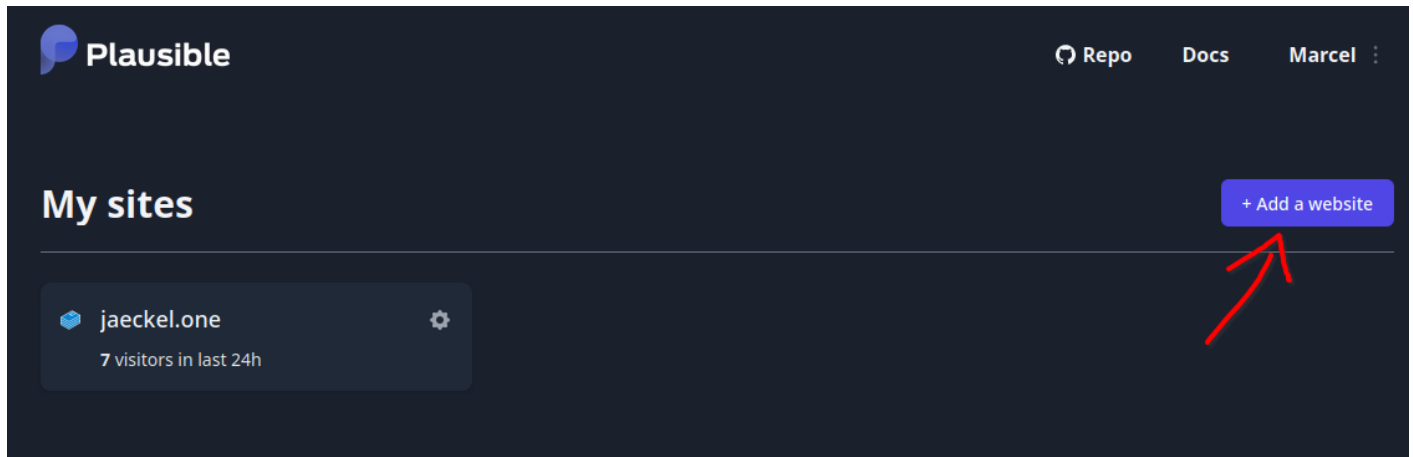 Plausible
Repo Docs Marcel
My sites
+ Add a website
jaeckel.one
7 visitors in last 24h